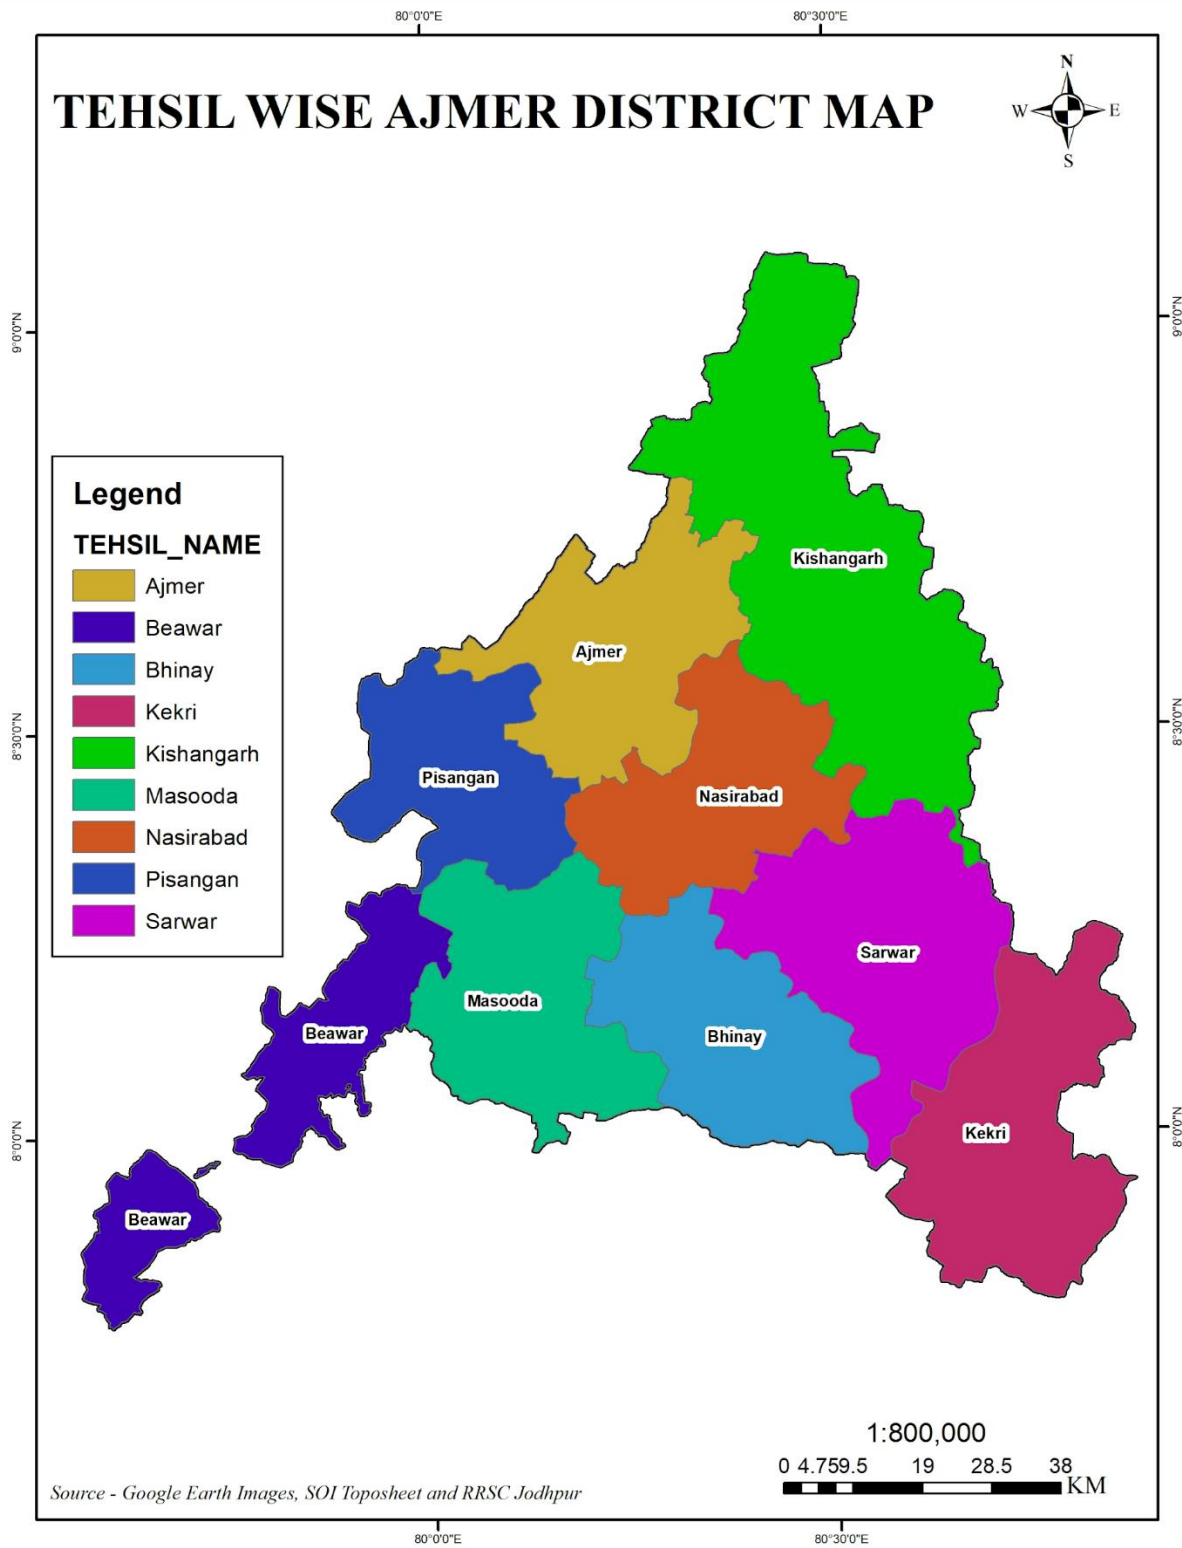 80°0'0"E
80°30'0"E
TEHSIL WISE AJMER DISTRICT MAP
N
W
E
S
9°0'0"N
9°0'0"N
Legend
TEHSIL_NAME
Ajmer
Beawar
Bhinay
Kekri
Kishangarh
Masooda
Nasirabad
Pisangan
Sarwar
Kishangarh
Ajmer
8°30'0"N
8°30'0"N
Pisangan
Nasirabad
Sarwar
Masooda
Beawar
Bhinay
Kekri
8°0'0"N
8°0'0"N
Beawar
1:800,000
0 4.75 9.5 19 28.5 38
KM
Source - Google Earth Images, SOI Toposheet and RRSC Jodhpur
80°0'0"E
80°30'0"E